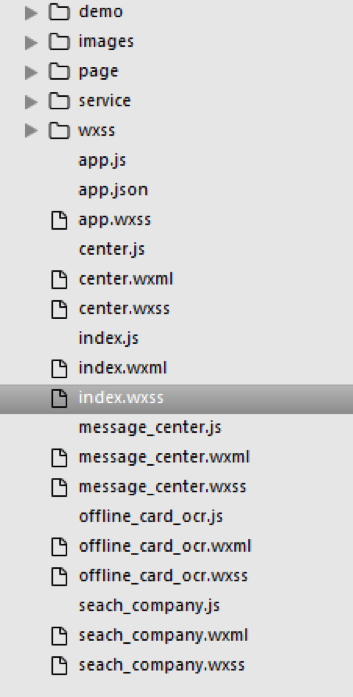 demo
images
page
service
wxss
app.js
app.json
app.wxss
center.js
center.wxml
center.wxss
index.js
index.wxml
index.wxss
message_center.js
message_center.wxml
message_center.wxss
offline_card_ocr.js
offline_card_ocr.wxml
offline_card_ocr.wxss
seach_company.js
seach_company.wxml
seach_company.wxss